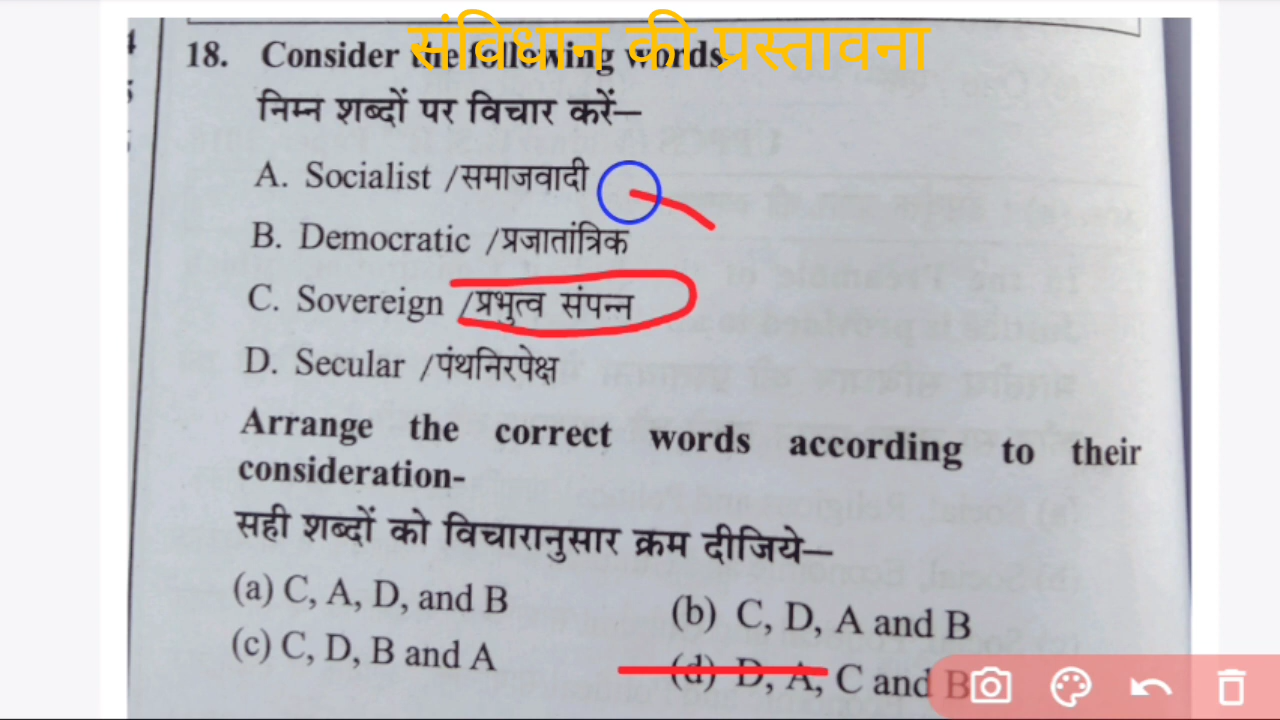 संविधान की प्रस्तावना
18. Consider the following words-
निम्न शब्दों पर विचार करें—
A. Socialist /समाजवादी
B. Democratic /प्रजातांत्रिक
C. Sovereign /प्रभुत्व संपन्न
D. Secular /पंथनिरपेक्ष
Arrange the correct words according to their
consideration-
सही शब्दों को विचारानुसार क्रम दीजिये—
(a) C, A, D, and B
(b) C, D, A and B
(c) C, D, B and A
(d) D, A, C and B